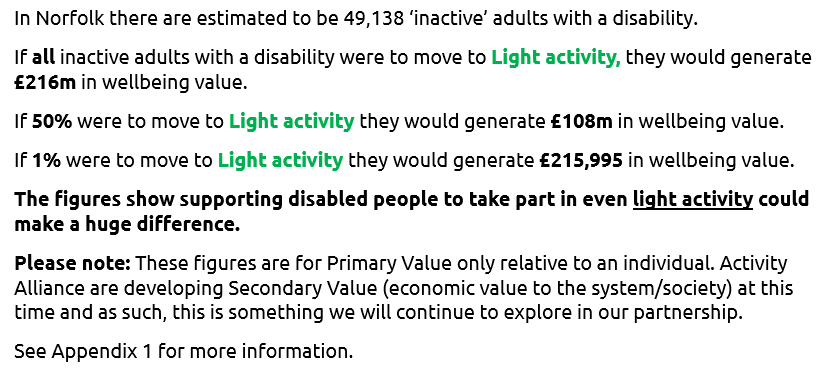 In Norfolk there are estimated to be 49,138 ‘inactive’ adults with a disability.
If all inactive adults with a disability were to move to Light activity, they would generate
£216m in wellbeing value.
If 50% were to move to Light activity they would generate £108m in wellbeing value.
If 1% were to move to Light activity they would generate £215,995 in wellbeing value.
The figures show supporting disabled people to take part in even light activity could
make a huge difference.
Please note: These figures are for Primary Value only relative to an individual. Activity
Alliance are developing Secondary Value (economic value to the system/society) at this
time and as such, this is something we will continue to explore in our partnership.
See Appendix 1 for more information.